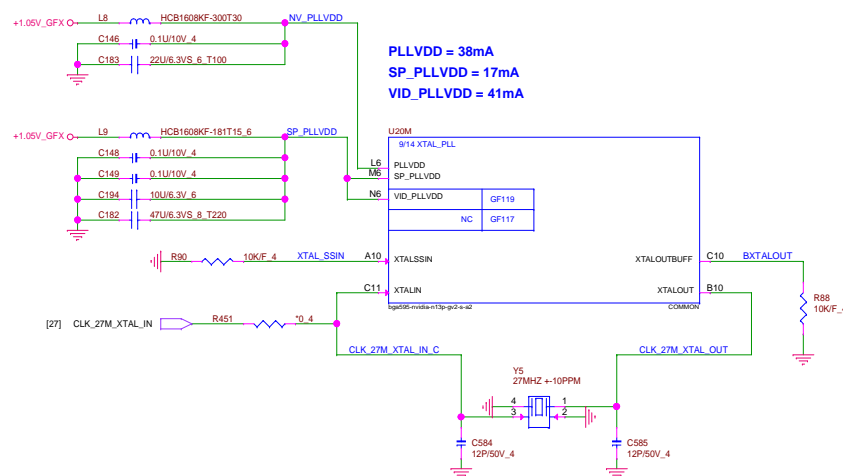 +1.05V_GFX L8 HCB1608KF-300T30 NV_PLLVDD
C146 0.1U/10V_4
C183 22U/6.3VS_6_T100
PLLVDD = 38mA
SP_PLLVDD = 17mA
VID_PLLVDD = 41mA
+1.05V_GFX L9 HCB1608KF-181T15_6 SP_PLLVDD
C148 0.1U/10V_4
C149 0.1U/10V_4
C194 10U/6.3V_6
C182 47U/6.3VS_8_T220
U20M
9/14 XTAL_PLL
L6 PLLVDD
M6 SP_PLLVDD
N6 VID_PLLVDD GF119
NC GF117
R90 10K/F_4 XTAL_SSIN A10 XTALSSIN XTALOUTBUFF C10 BXTALOUT
C11 XTALIN XTALOUT B10
bga595-nvidia-n13p-gv2-s-a2 COMMON
R88
10K/F_4
[27] CLK_27M_XTAL_IN R451 *0_4
CLK_27M_XTAL_IN_C CLK_27M_XTAL_OUT
Y5
27MHZ +-10PPM
4 1
3 2
C584
12P/50V_4
C585
12P/50V_4